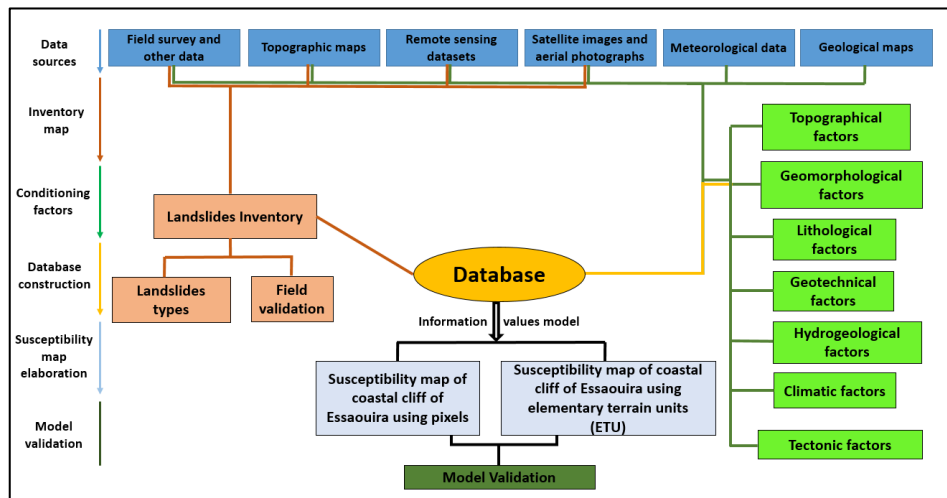 Data
sources
Field survey and
other data
Topographic maps
Remote sensing
datasets
Satellite images and
aerial photographs
Meteorological data
Geological maps
Inventory
map
Conditioning
factors
Database
construction
Susceptibility
map
elaboration
Model
validation
Landslides Inventory
Landslides
types
Field
validation
Database
Information values model
Susceptibility map of
coastal cliff of
Essaouira using pixels
Susceptibility map of
coastal cliff of Essaouira using
elementary terrain units
(ETU)
Model Validation
Topographical
factors
Geomorphological
factors
Lithological
factors
Geotechnical
factors
Hydrogeological
factors
Climatic factors
Tectonic factors